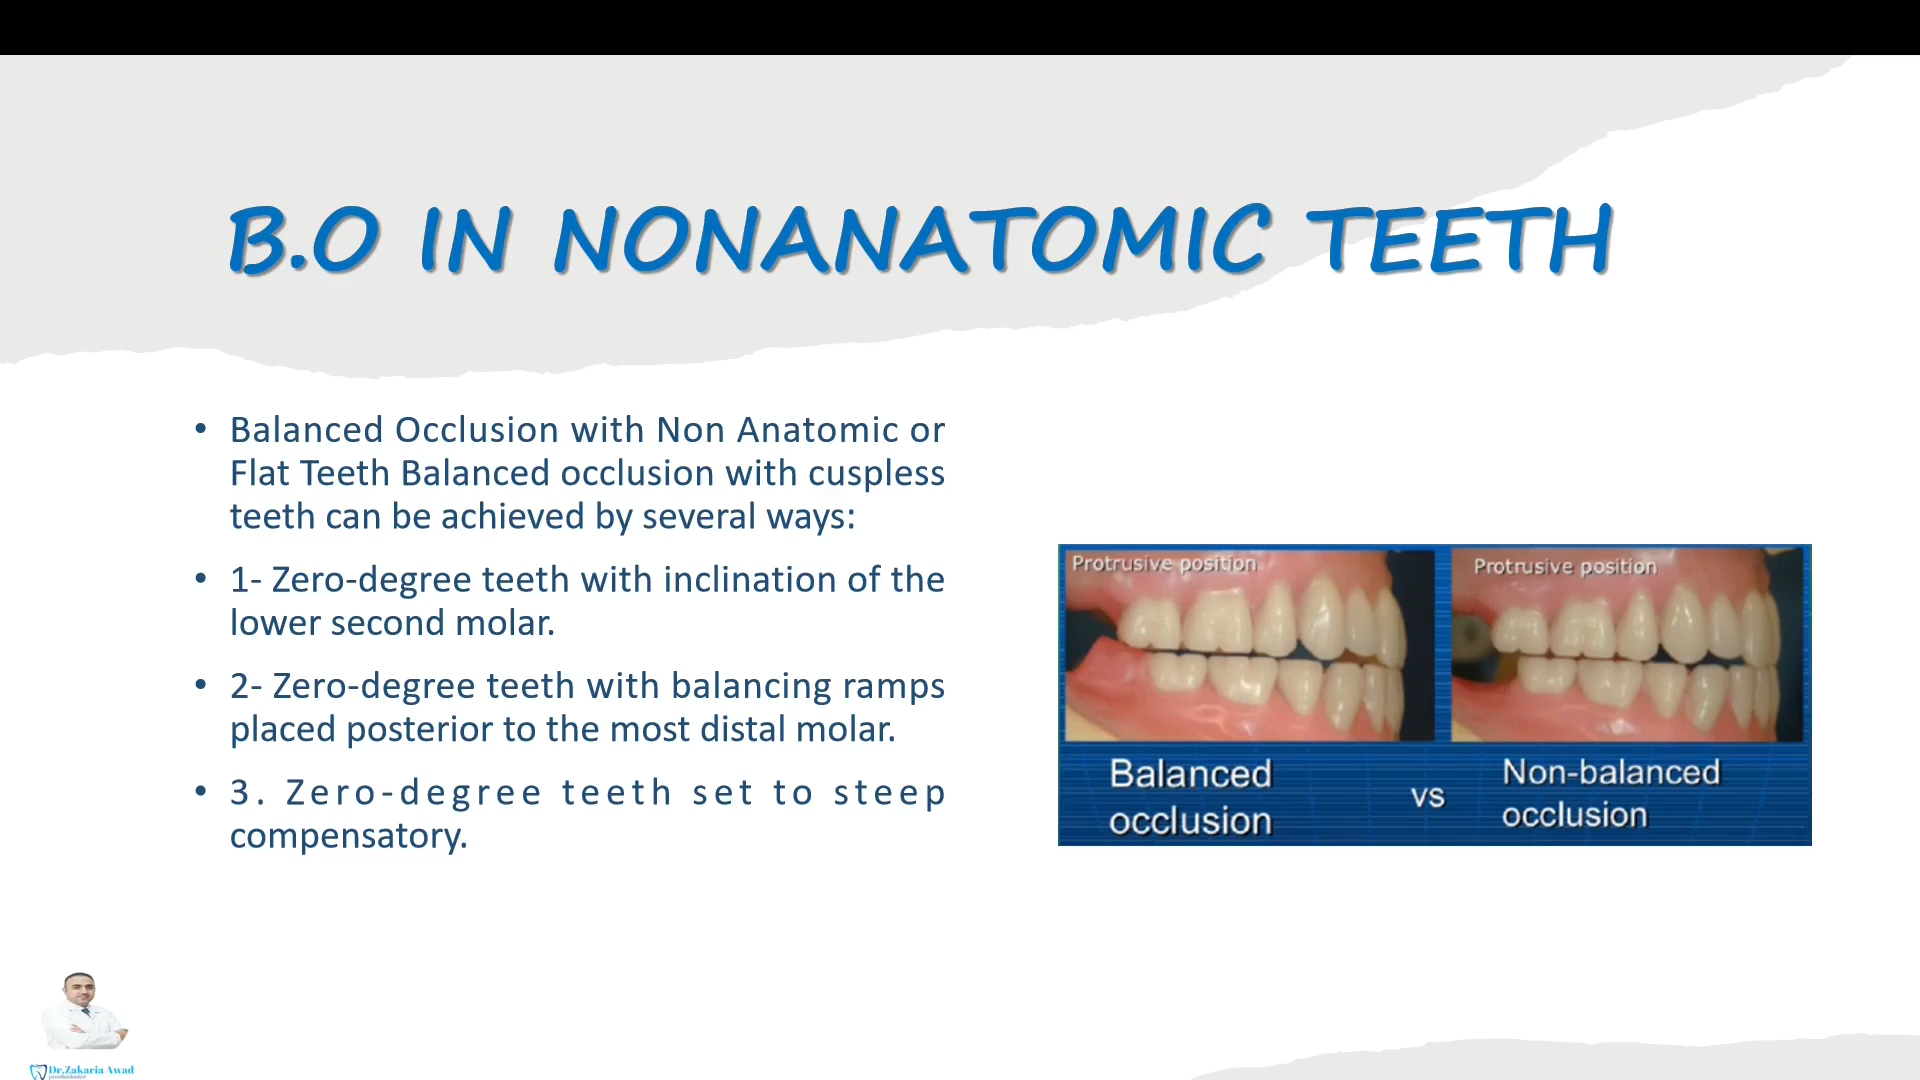 B.O IN NONANATOMIC TEETH
• Balanced Occlusion with Non Anatomic or
Flat Teeth Balanced occlusion with cuspless
teeth can be achieved by several ways:
• 1- Zero-degree teeth with inclination of the
lower second molar.
• 2- Zero-degree teeth with balancing ramps
placed posterior to the most distal molar.
• 3. Zero-degree teeth set to steep
compensatory.
Protrusive position
Protrusive position
Balanced
occlusion
vs
Non-balanced
occlusion
Dr.Zakaria Awad
prosthodontist